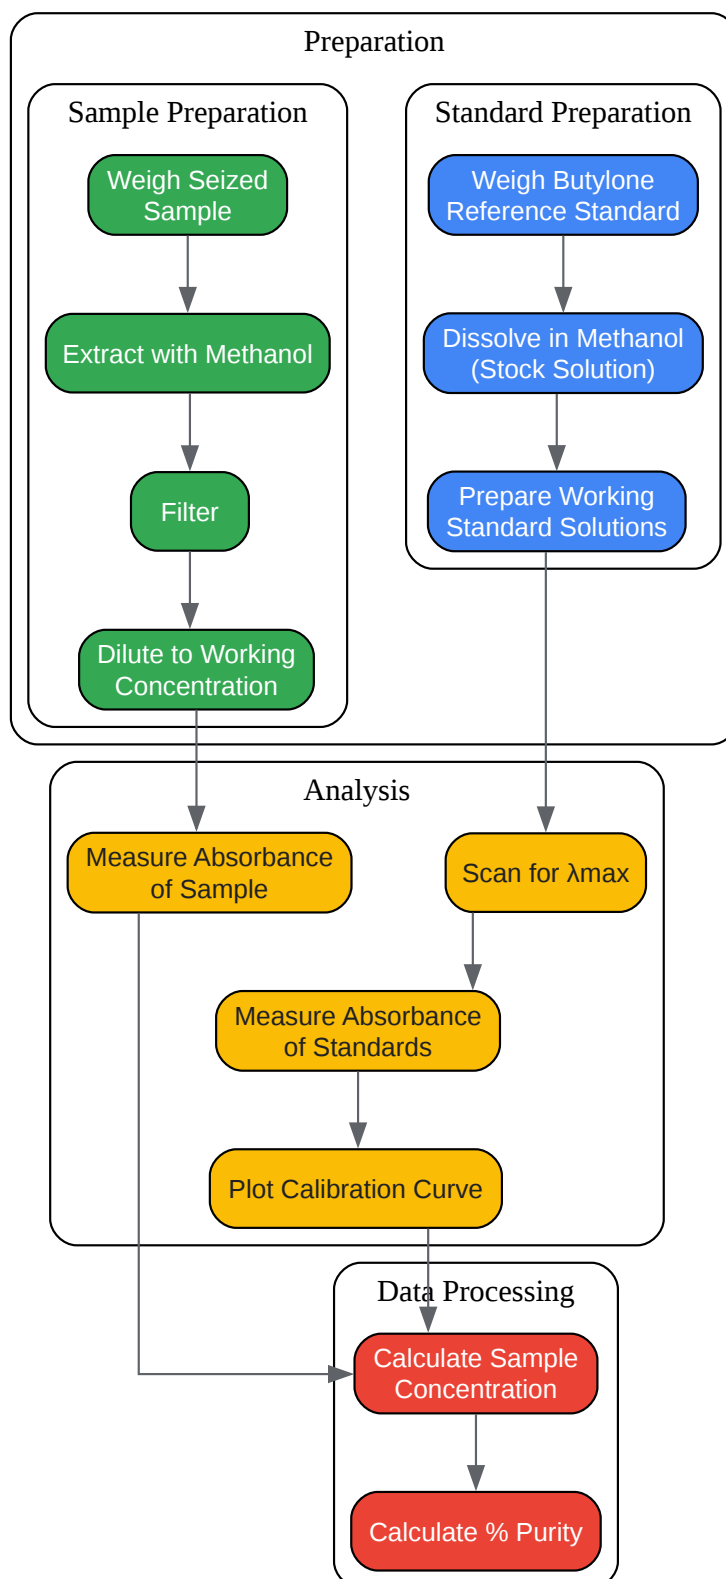 Preparation
Sample Preparation
Weigh Seized
Sample
Extract with Methanol
Filter
Dilute to Working
Concentration
Standard Preparation
Weigh Butylone
Reference Standard
Dissolve in Methanol
(Stock Solution)
Prepare Working
Standard Solutions
Analysis
Measure Absorbance
of Sample
Scan for λmax
Measure Absorbance
of Standards
Plot Calibration Curve
Data Processing
Calculate Sample
Concentration
Calculate % Purity